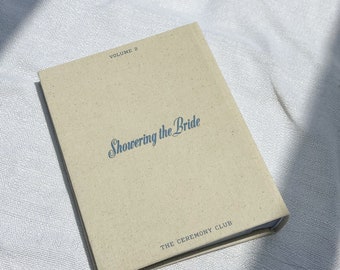 VOLUME 2
Showering the Bride
THE CEREMONY CLUB